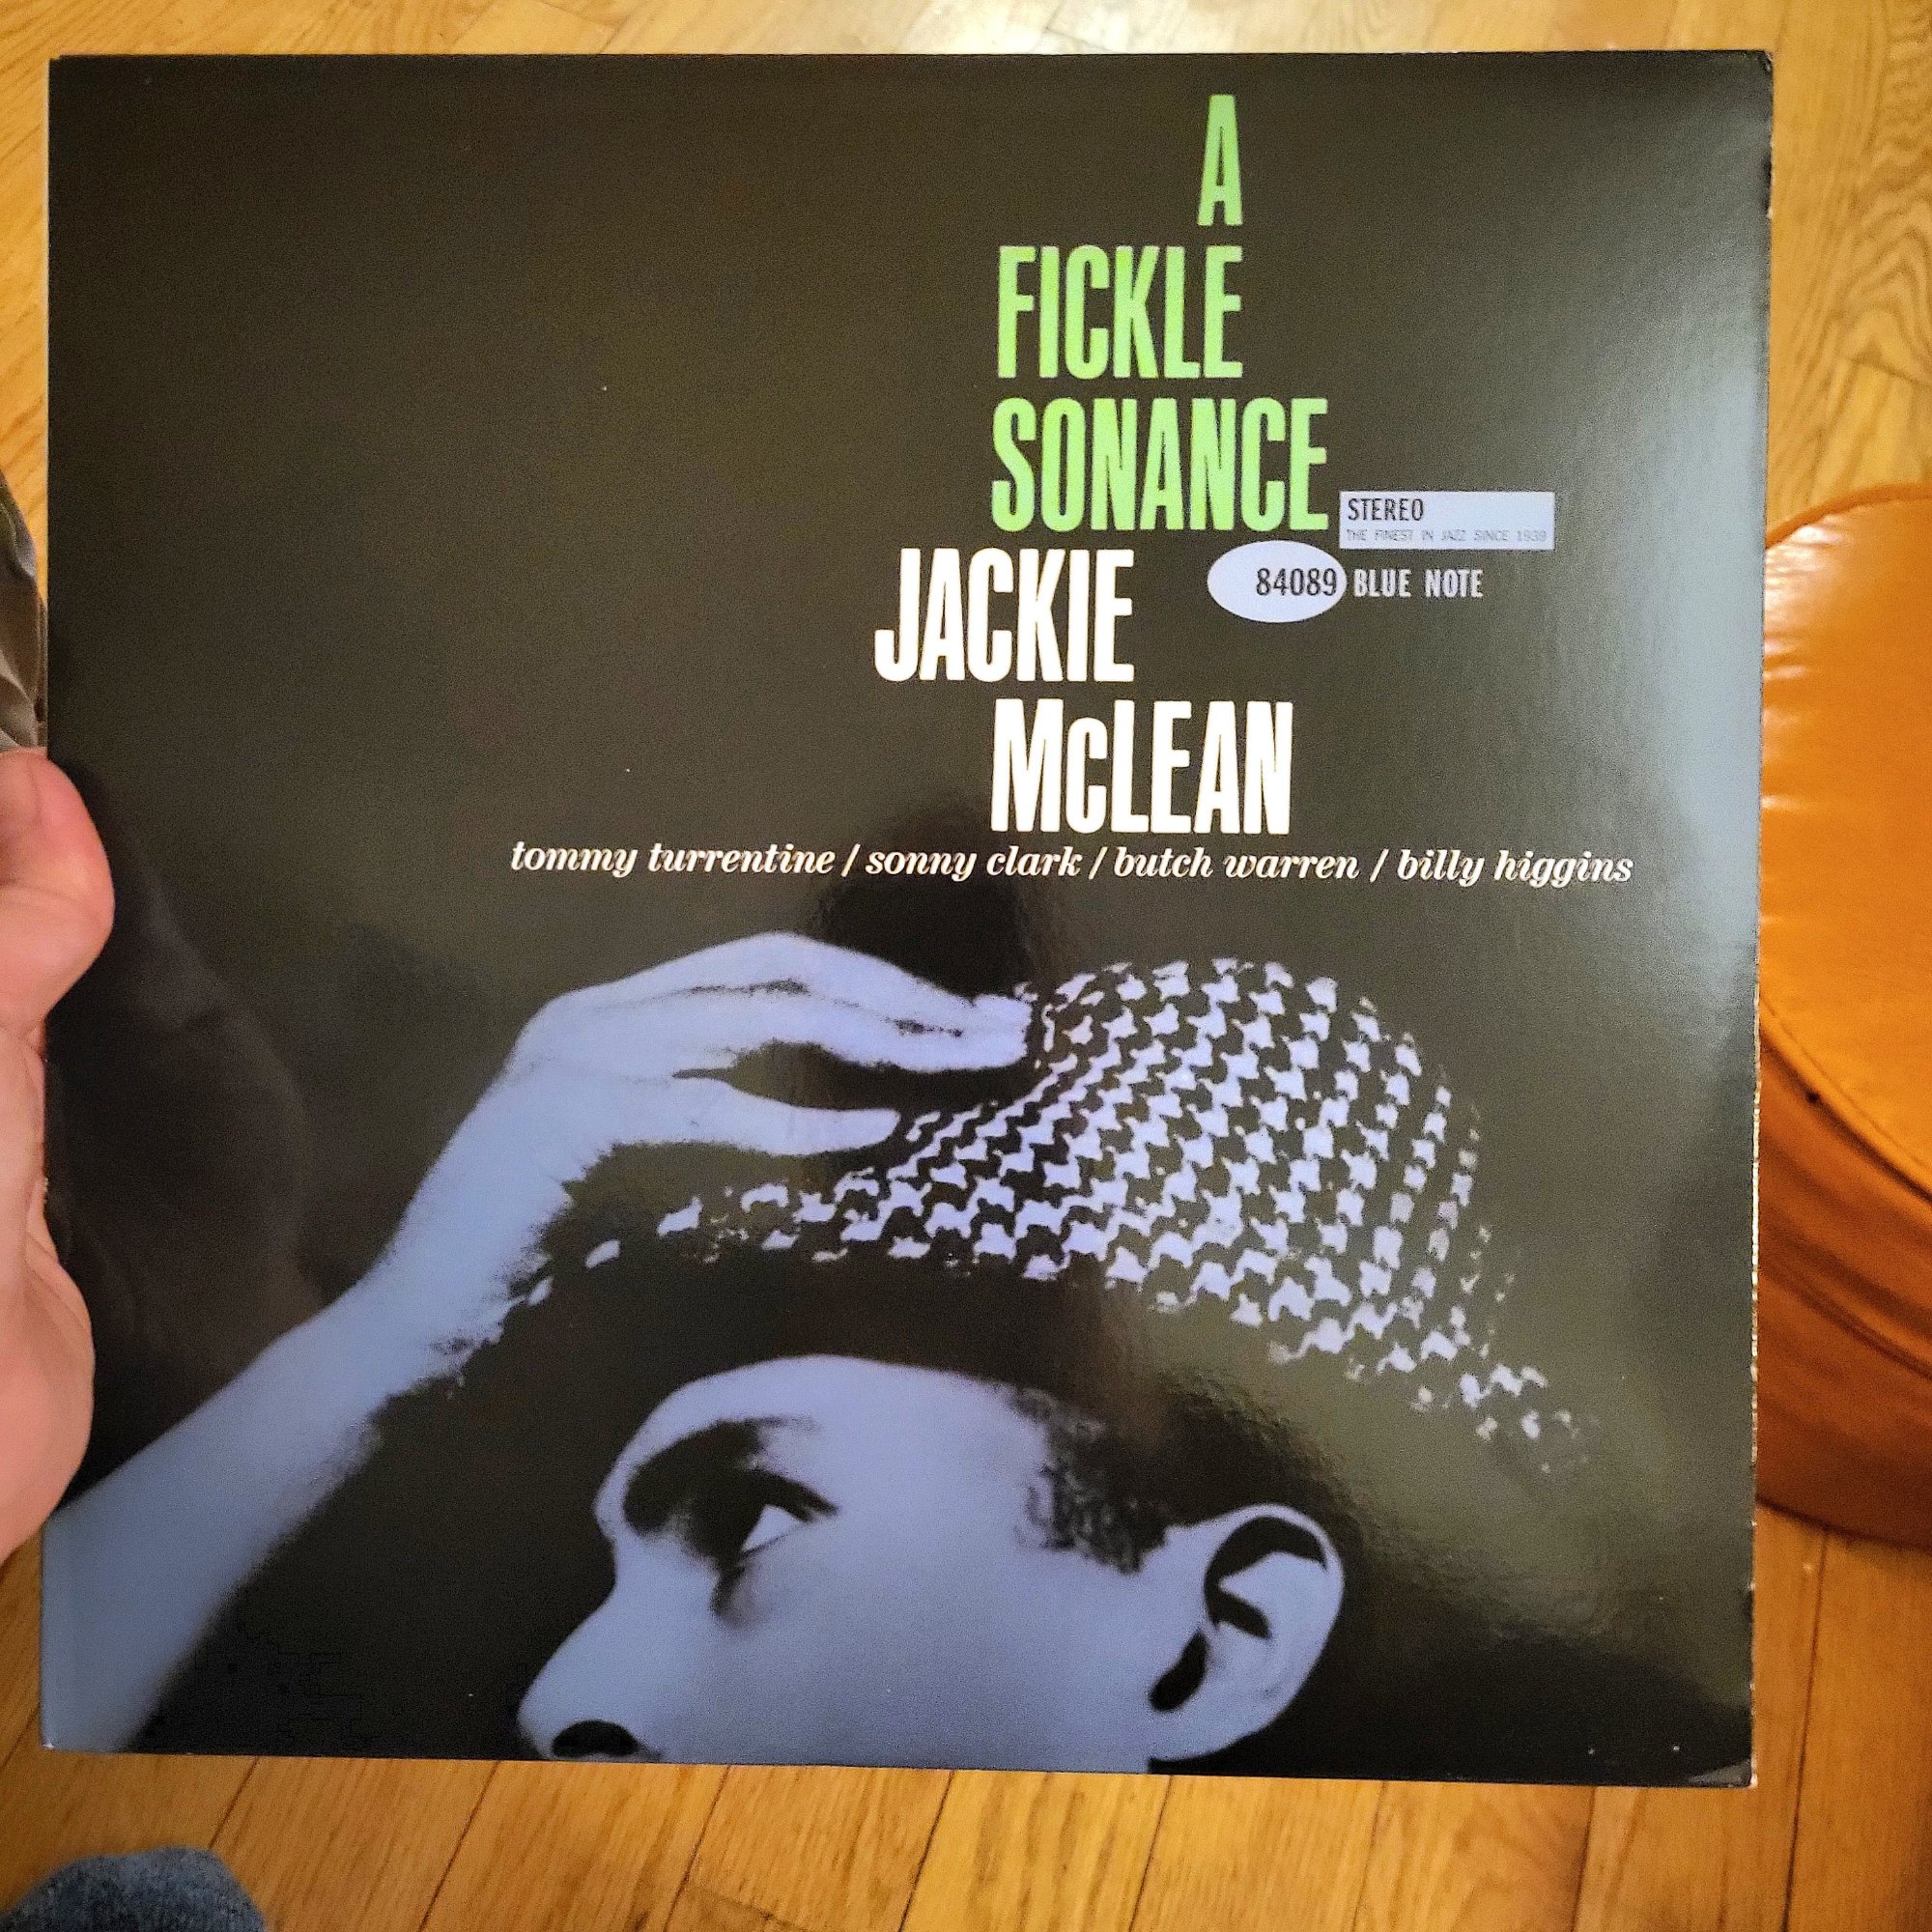 A
FICKLE
SONANCE
STEREO
THE FINEST IN JAZZ SINCE 1939
84089 BLUE NOTE
JACKIE
McLEAN
tommy turrentine / sonny clark / butch warren / billy higgins